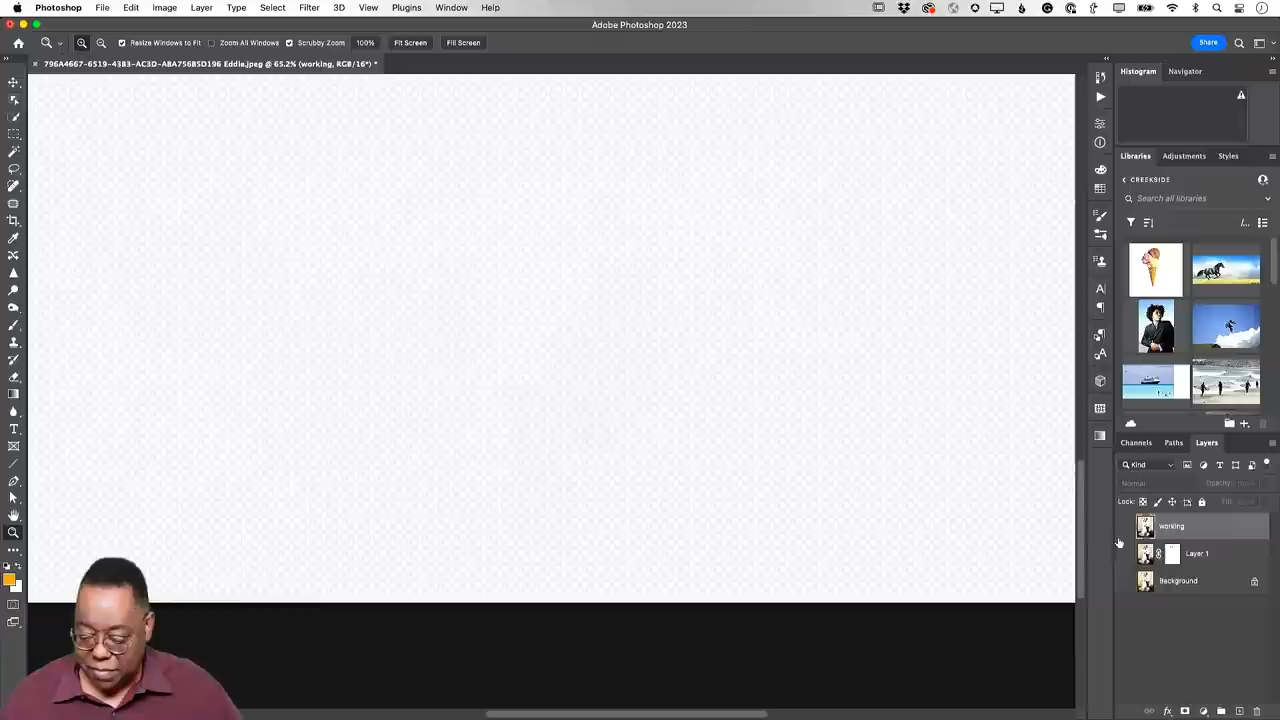 Photoshop File Edit Image Layer Type Select Filter 3D View Plugins Window Help
Adobe Photoshop 2023
Resize Windows to Fit Zoom All Windows Scrubby Zoom 100% Fit Screen Fill Screen Share
796A4667-6519-43B3-AC3D-ABA756B5D196 Eddie.jpeg @ 65.2% (working, RGB/16*) *
Histogram Navigator
Libraries Adjustments Styles
CREEKSIDE
Search all libraries
Channels Paths Layers
Kind
Normal Opacity:
Lock: Fill:
working
Layer 1
Background